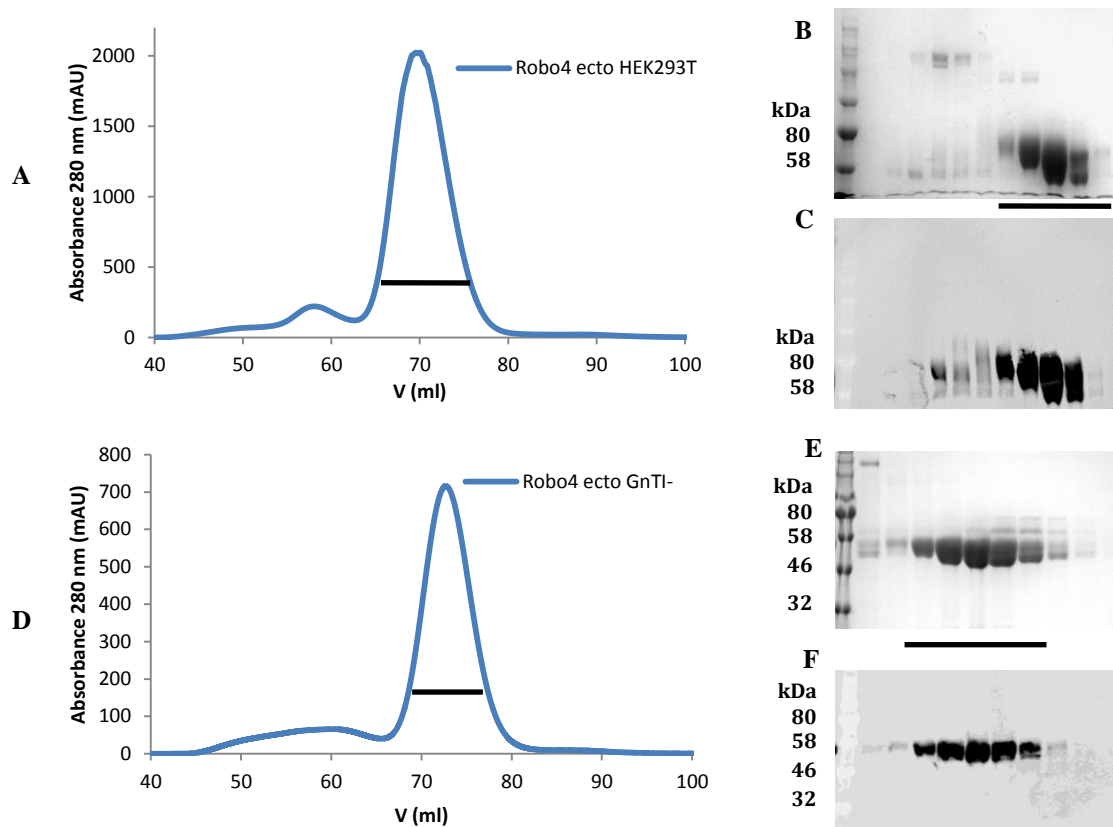 A
Absorbance 280 nm (mAU)
2000
1500
1000
500
0
40
50
60
70
80
90
100
V (ml)
Robo4 ecto HEK293T
B
kDa
80
58
C
kDa
80
58
D
Absorbance 280 nm (mAU)
800
700
600
500
400
300
200
100
0
40
50
60
70
80
90
100
V (ml)
Robo4 ecto GnTI-
E
kDa
80
58
46
32
F
kDa
80
58
46
32